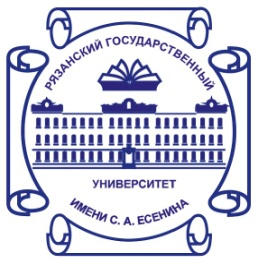 РЯЗАНСКИЙ ГОСУДАРСТВЕННЫЙ
УНИВЕРСИТЕТ
ИМЕНИ С. А. ЕСЕНИНА